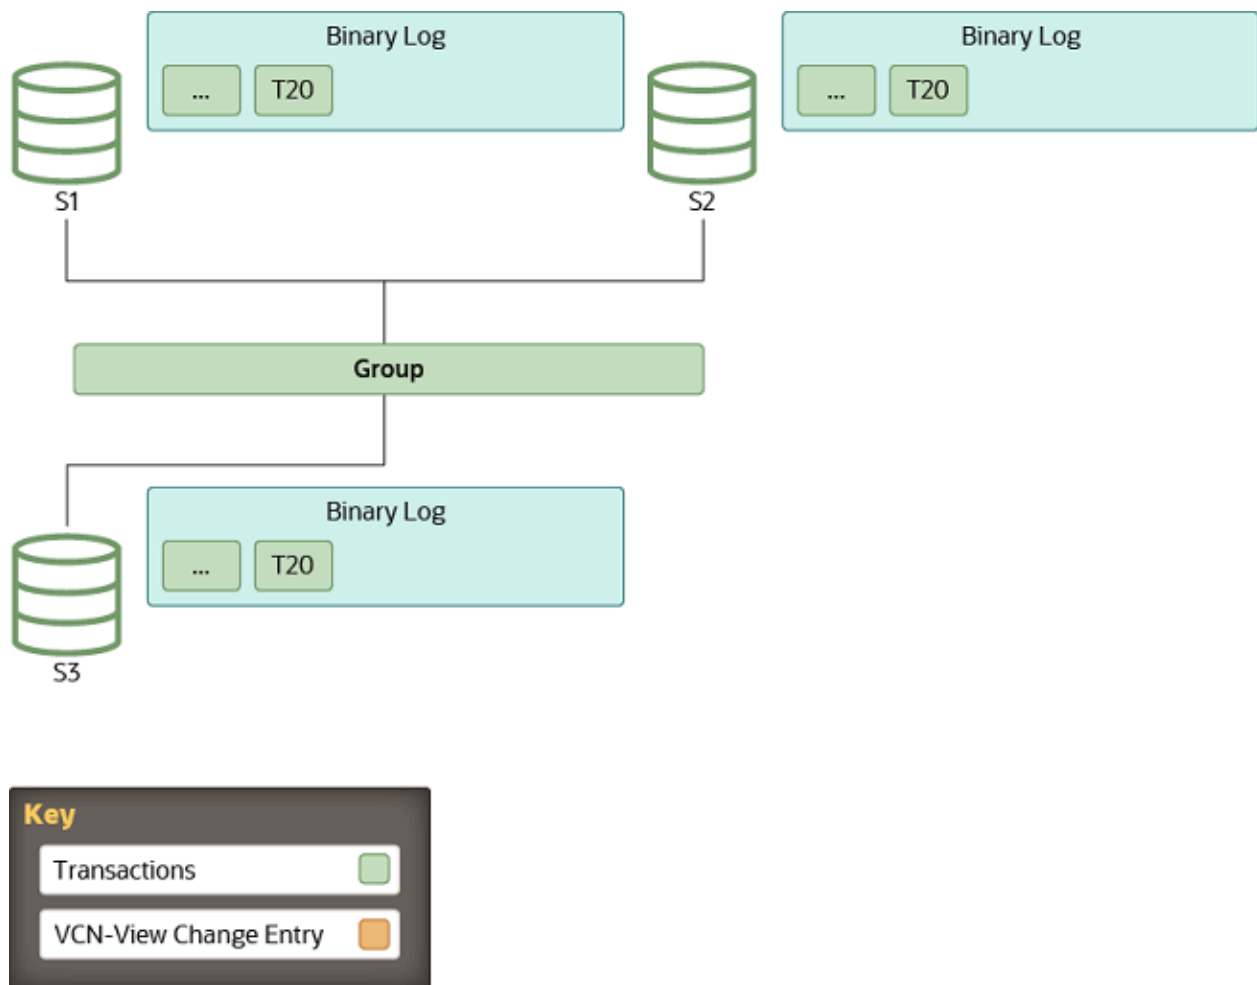 Binary Log
... T20
S1
Binary Log
... T20
S2
Group
Binary Log
... T20
S3
Key
Transactions
VCN-View Change Entry